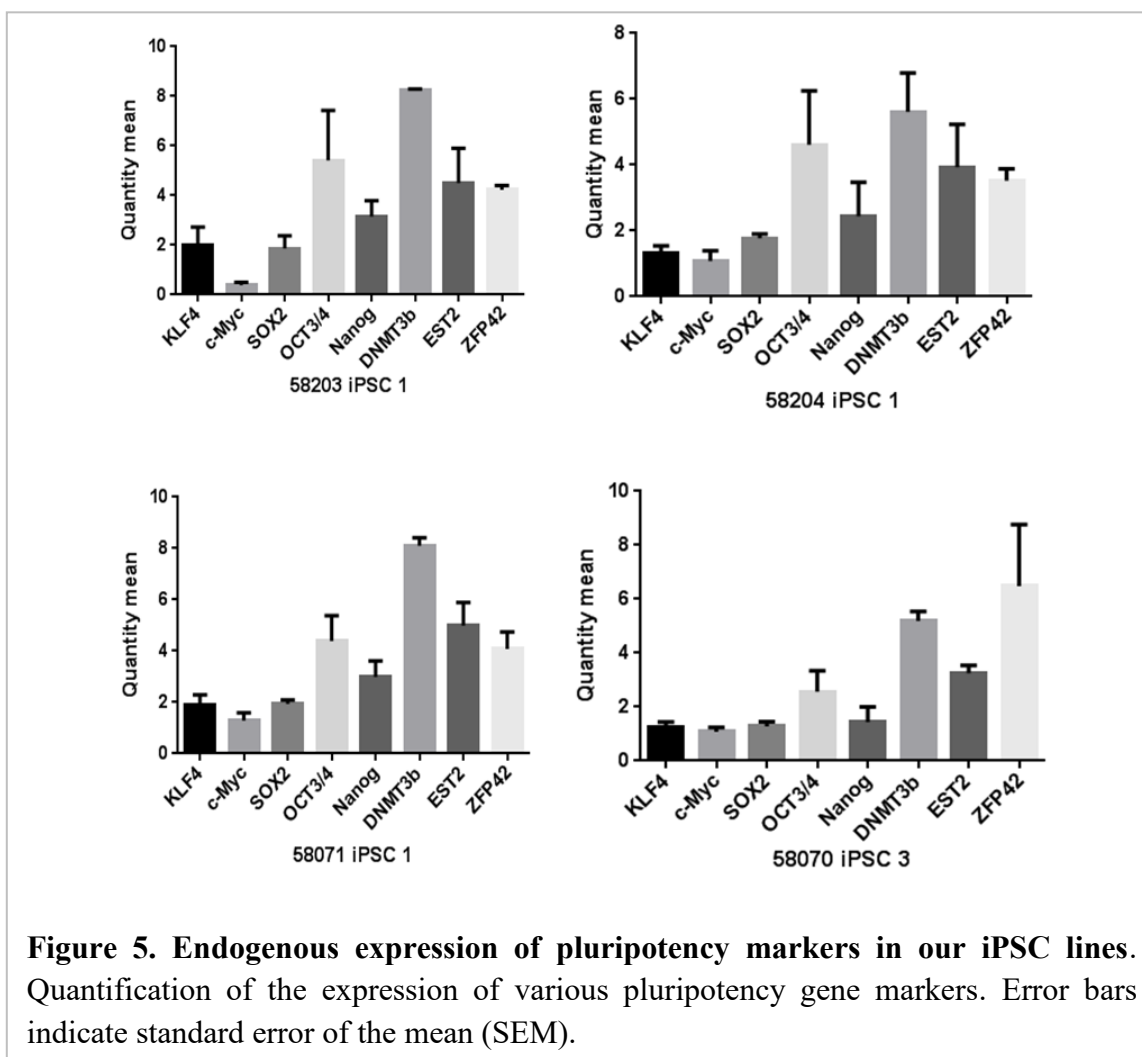 10
8
6
4
2
0
Quantity mean
KLF4
c-Myc
SOX2
OCT3/4
Nanog
DNMT3b
EST2
ZFP42
58203 iPSC 1
8
6
4
2
0
Quantity mean
KLF4
c-Myc
SOX2
OCT3/4
Nanog
DNMT3b
EST2
ZFP42
58204 iPSC 1
10
8
6
4
2
0
Quantity mean
KLF4
c-Myc
SOX2
OCT3/4
Nanog
DNMT3b
EST2
ZFP42
58071 iPSC 1
10
8
6
4
2
0
Quantity mean
KLF4
c-Myc
SOX2
OCT3/4
Nanog
DNMT3b
EST2
ZFP42
58070 iPSC 3
Figure 5. Endogenous expression of pluripotency markers in our iPSC lines.
Quantification of the expression of various pluripotency gene markers. Error bars
indicate standard error of the mean (SEM).